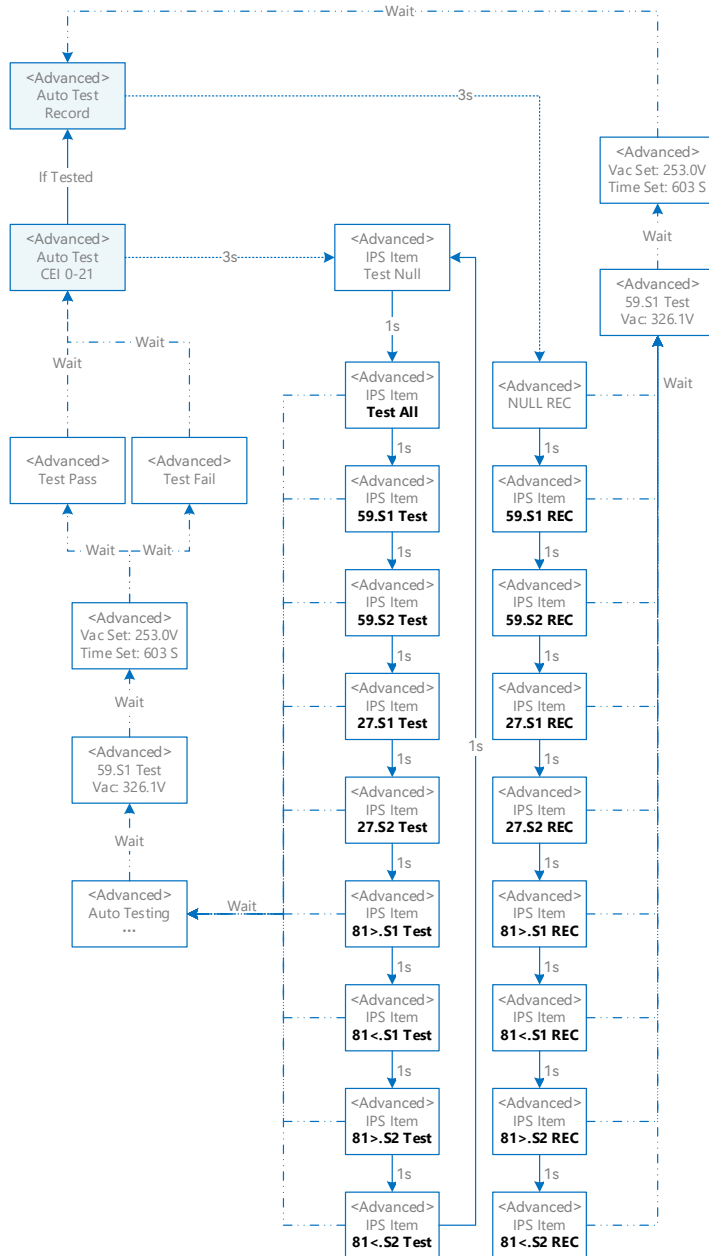 Wait
<Advanced>
Auto Test
Record
3s
<Advanced>
Vac Set: 253.0V
Time Set: 603 S
If Tested
Wait
<Advanced>
Auto Test
CEI 0-21
3s
<Advanced>
IPS Item
Test Null
<Advanced>
59.S1 Test
Vac: 326.1V
1s
Wait
Wait
Wait
<Advanced>
IPS Item
Test All
<Advanced>
NULL REC
1s
1s
<Advanced>
Test Pass
<Advanced>
Test Fail
<Advanced>
IPS Item
59.S1 Test
<Advanced>
IPS Item
59.S1 REC
1s
1s
Wait
Wait
<Advanced>
IPS Item
59.S2 Test
<Advanced>
IPS Item
59.S2 REC
<Advanced>
Vac Set: 253.0V
Time Set: 603 S
1s
1s
Wait
<Advanced>
IPS Item
27.S1 Test
<Advanced>
IPS Item
27.S1 REC
1s
<Advanced>
59.S1 Test
Vac: 326.1V
1s
1s
<Advanced>
IPS Item
27.S2 Test
<Advanced>
IPS Item
27.S2 REC
Wait
1s
1s
<Advanced>
Auto Testing
...
Wait
<Advanced>
IPS Item
81>.S1 Test
<Advanced>
IPS Item
81>.S1 REC
1s
1s
<Advanced>
IPS Item
81<.S1 Test
<Advanced>
IPS Item
81<.S1 REC
1s
1s
<Advanced>
IPS Item
81>.S2 Test
<Advanced>
IPS Item
81>.S2 REC
1s
1s
<Advanced>
IPS Item
81<.S2 Test
<Advanced>
IPS Item
81<.S2 REC